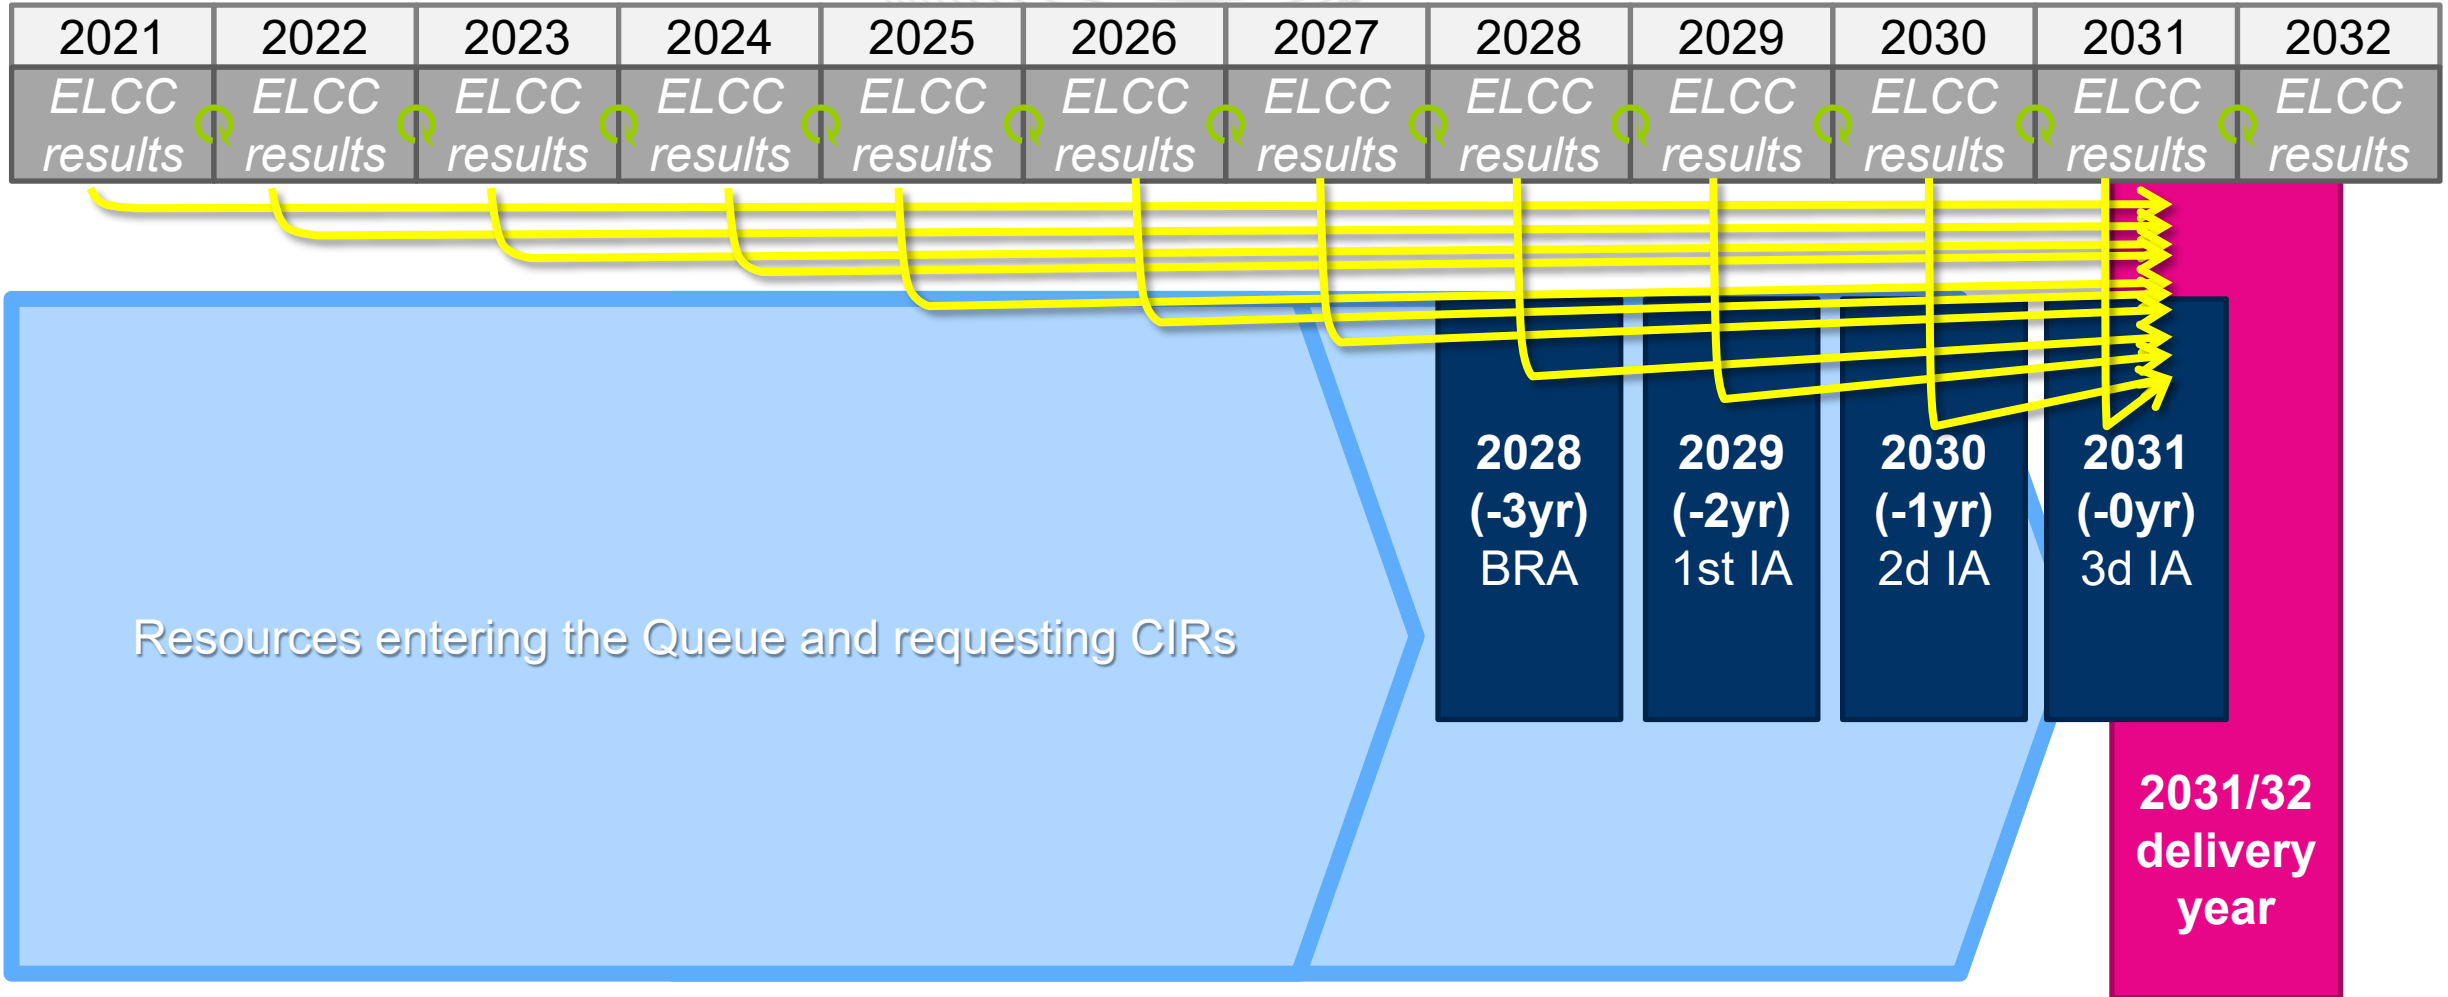 2021 2022 2023 2024 2025 2026 2027 2028 2029 2030 2031 2032
ELCC ELCC ELCC ELCC ELCC ELCC ELCC ELCC ELCC ELCC ELCC ELCC
results results results results results results results results results results results results
2028 2029 2030 2031
(-3yr) (-2yr) (-1yr) (-0yr)
BRA 1st IA 2d IA 3d IA
Resources entering the Queue and requesting CIRs
2031/32
delivery
year